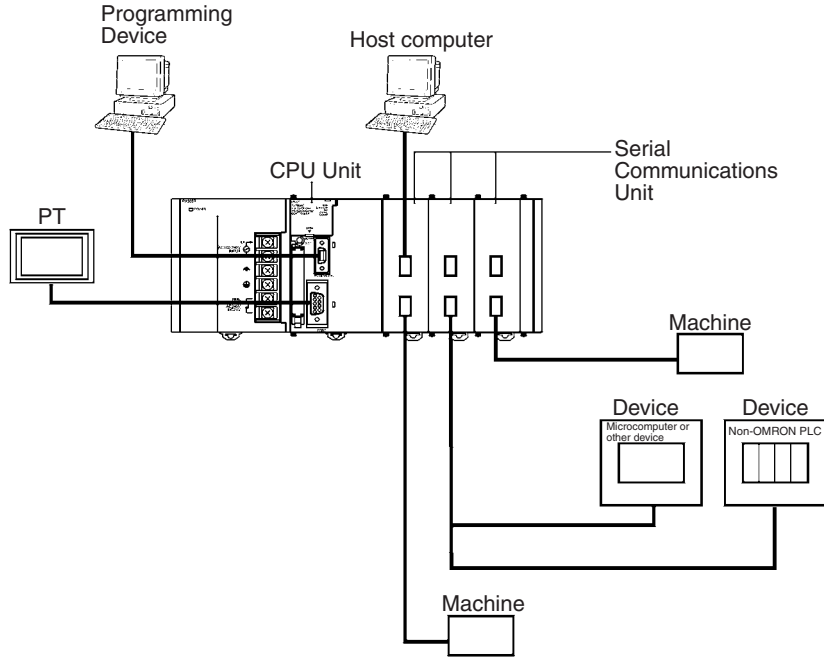 Programming
Device
Host computer
CPU Unit
Serial
Communications
Unit
PT
POWER
Machine
Device
Microcomputer or
other device
Device
Non-OMRON PLC
Machine